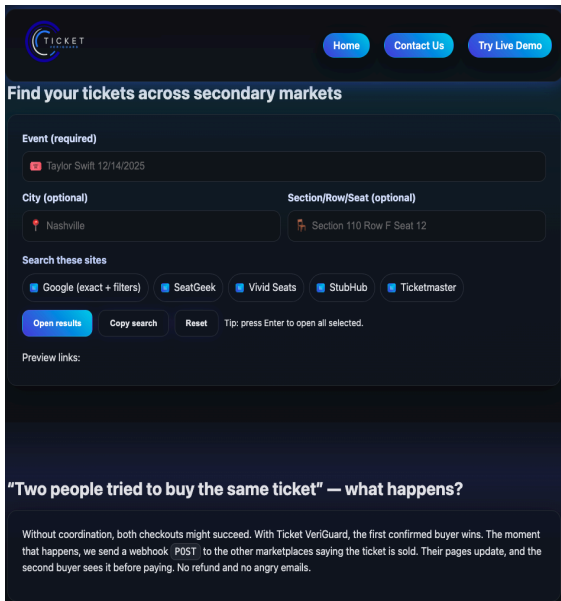 TICKET
VERIGUARD
Home
Contact Us
Try Live Demo
Find your tickets across secondary markets
Event (required)
Taylor Swift 12/14/2025
City (optional)
Section/Row/Seat (optional)
Nashville
Section 110 Row F Seat 12
Search these sites
Google (exact + filters)
SeatGeek
Vivid Seats
StubHub
Ticketmaster
Open results
Copy search
Reset
Tip: press Enter to open all selected.
Preview links:
“Two people tried to buy the same ticket” — what happens?
Without coordination, both checkouts might succeed. With Ticket VeriGuard, the first confirmed buyer wins. The moment
that happens, we send a webhook POST to the other marketplaces saying the ticket is sold. Their pages update, and the
second buyer sees it before paying. No refund and no angry emails.